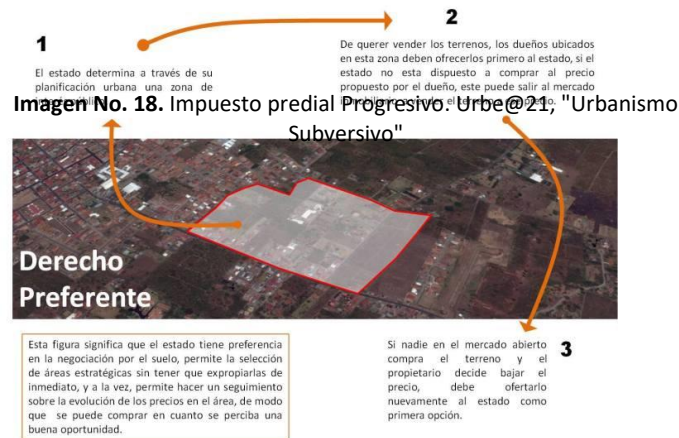 1
El estado determina a través de su
planificación urbana una zona de
2
De querer vender los terrenos, los dueños ubicados
en esta zona deben ofrecerlos primero al estado, si el
estado no esta dispuesto a comprar al precio
propuesto por el dueño, este puede salir al mercado
Imagen No. 18. Impuesto predial Progresivo. Urbe@21, "Urbanismo
Subversivo"
Derecho
Preferente
Esta figura significa que el estado tiene preferencia
en la negociación por el suelo, permite la selección
de áreas estratégicas sin tener que expropiarlas de
inmediato, y a la vez, permite hacer un seguimiento
sobre la evolución de los precios en el área, de modo
que se puede comprar en cuanto se perciba una
buena oportunidad.
Si nadie en el mercado abierto
compra el terreno y el
propietario decide bajar el
precio, debe ofertarlo
nuevamente al estado como
primera opción.
3